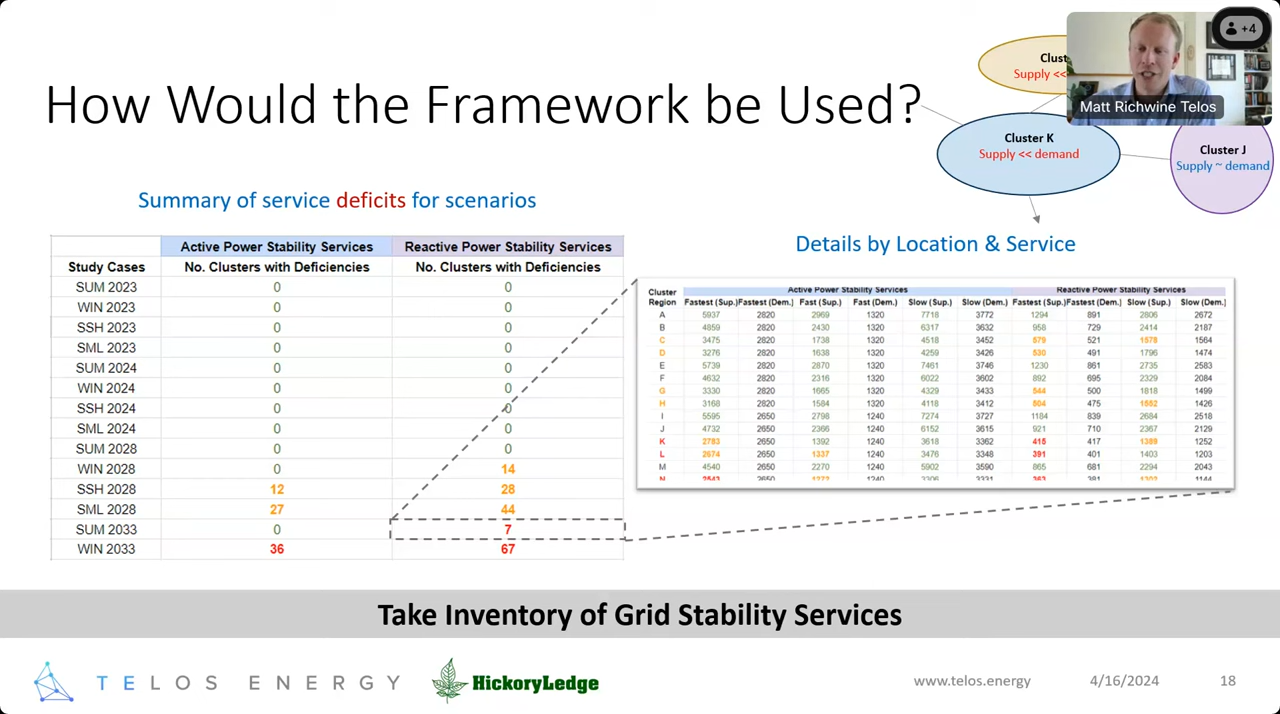 +4
Clust
Supply <<
Matt Richwine Telos
How Would the Framework be Used?
Cluster K
Supply << demand
Cluster J
Supply ~ demand
Summary of service deficits for scenarios
Active Power Stability Services Reactive Power Stability Services
Study Cases No. Clusters with Deficiencies No. Clusters with Deficiencies
SUM 2023 0 0
WIN 2023 0 0
SSH 2023 0 0
SML 2023 0 0
SUM 2024 0 0
WIN 2024 0 0
SSH 2024 0 0
SML 2024 0 0
SUM 2028 0 0
WIN 2028 0 14
SSH 2028 12 28
SML 2028 27 44
SUM 2033 0 7
WIN 2033 36 67
Details by Location & Service
Active Power Stability Services Reactive Power Stability Services
Cluster Region Fastest (Sup.) Fastest (Dem.) Fast (Sup.) Fast (Dem.) Slow (Sup.) Slow (Dem.) Fastest (Sup.) Fastest (Dem.) Slow (Sup.) Slow (Dem.)
A 5937 2820 2969 1320 7718 3772 1294 891 2806 2672
B 4859 2820 2430 1320 6317 3632 958 729 2414 2187
C 3475 2820 1738 1320 4518 3452 579 521 1578 1564
D 3276 2820 1638 1320 4259 3426 530 491 1796 1474
E 5739 2820 2870 1320 7461 3746 1230 861 2735 2583
F 4632 2820 2316 1320 6022 3602 892 695 2329 2084
G 3330 2820 1665 1320 4329 3433 544 500 1818 1499
H 3168 2820 1584 1320 4118 3412 504 475 1552 1426
I 5595 2650 2798 1240 7274 3727 1184 839 2684 2518
J 4732 2650 2366 1240 6152 3615 921 710 2367 2129
K 2783 2650 1392 1240 3618 3362 415 417 1389 1252
L 2674 2650 1337 1240 3476 3348 391 401 1403 1203
M 4540 2650 2270 1240 5902 3590 865 681 2294 2043
N 2543 2650 1272 1240 3306 3331 363 381 1144
Take Inventory of Grid Stability Services
TELOS ENERGY
HickoryLedge
www.telos.energy 4/16/2024 18